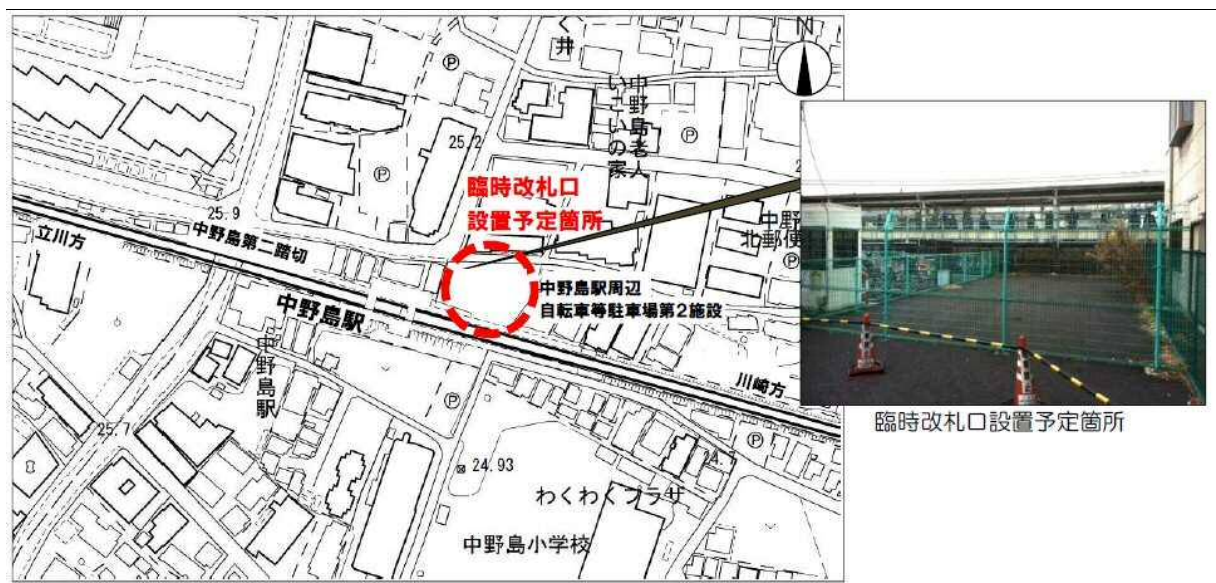 N
く井
中野島老人
いこいの家
Ⓟ
Ⓟ
Ⓟ
25.2
臨時改札口
設置予定箇所
25.9
中野島第二踏切
立川方
中野
北郵便
Ⓟ
中野島駅周辺
自転車等駐車場第2施設
中野島駅
中野島駅
川崎方
臨時改札口設置予定箇所
25.7
Ⓟ
Ⓟ
24.93
わくわくプラザ
中野島小学校